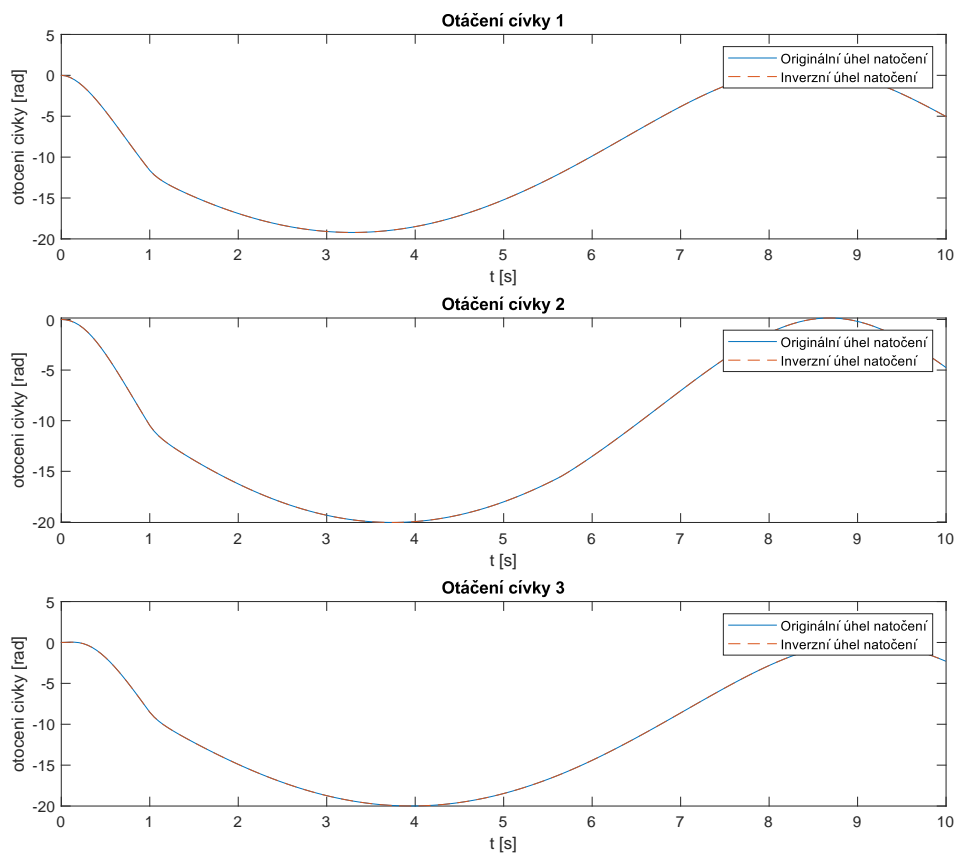 Otáčení cívky 1
5
0
-5
-10
-15
-20
otoceni civky [rad]
Originální úhel natočení
Inverzní úhel natočení
0 1 2 3 4 5 6 7 8 9 10
t [s]
Otáčení cívky 2
0
-5
-10
-15
-20
otoceni civky [rad]
Originální úhel natočení
Inverzní úhel natočení
0 1 2 3 4 5 6 7 8 9 10
t [s]
Otáčení cívky 3
5
0
-5
-10
-15
-20
otoceni civky [rad]
Originální úhel natočení
Inverzní úhel natočení
0 1 2 3 4 5 6 7 8 9 10
t [s]